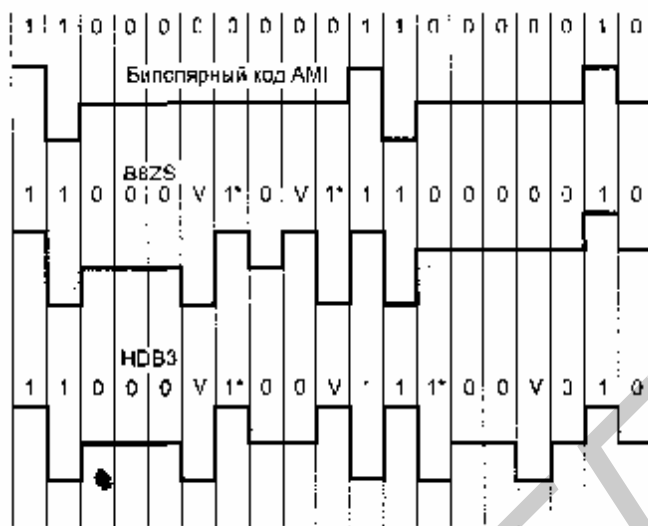 1 1 0 0 0 0 0 0 0 0 1 1 0 0 0 0 0 1 0
Биполярный код AMI
B8ZS
1 1 0 0 0 V 1* 0 V 1* 1 1 0 0 0 0 0 1 0
HDB3
1 1 0 0 0 V 1* 0 0 V 1 1 1* 0 0 V 0 1 0